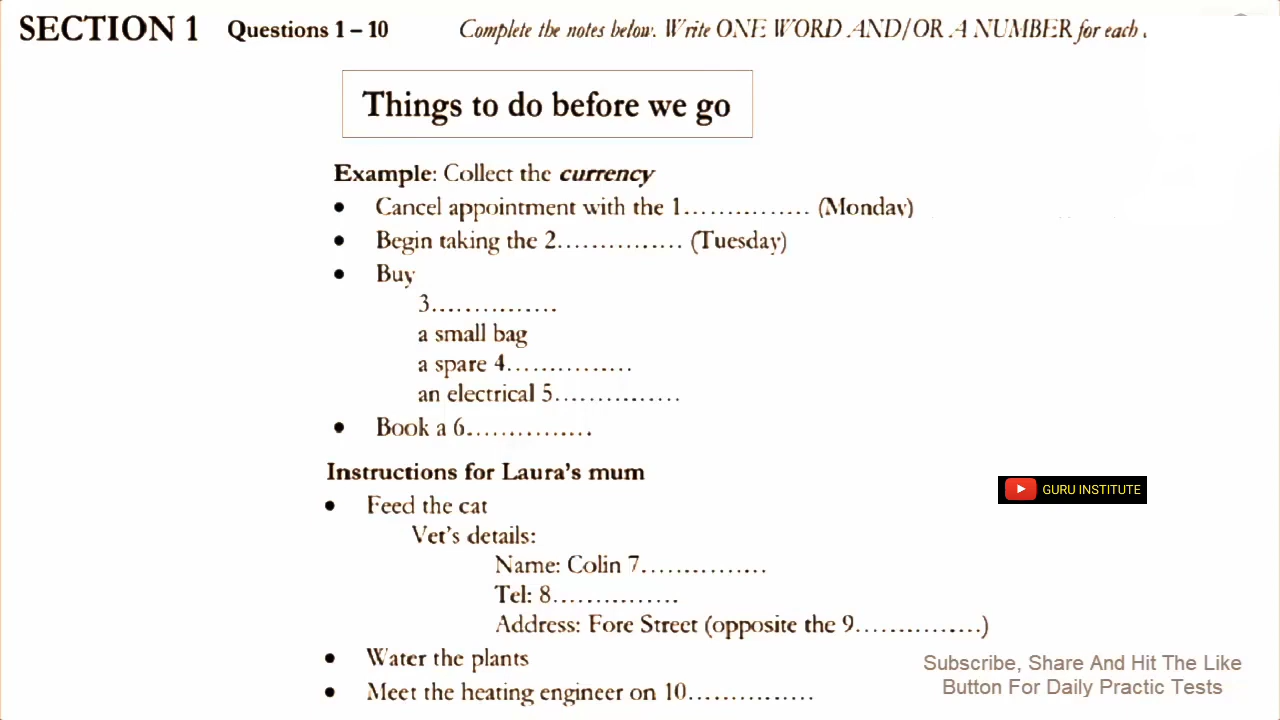 SECTION 1 Questions 1 – 10 Complete the notes below. Write ONE WORD AND/OR A NUMBER for each
Things to do before we go
Example: Collect the currency
• Cancel appointment with the 1............... (Monday)
• Begin taking the 2............... (Tuesday)
• Buy
3...............
a small bag
a spare 4...............
an electrical 5...............
• Book a 6...............
Instructions for Laura's mum
• Feed the cat
Vet's details:
Name: Colin 7...............
Tel: 8...............
Address: Fore Street (opposite the 9...............)
GURU INSTITUTE
• Water the plants
• Meet the heating engineer on 10...............
Subscribe, Share And Hit The Like
Button For Daily Practic Tests